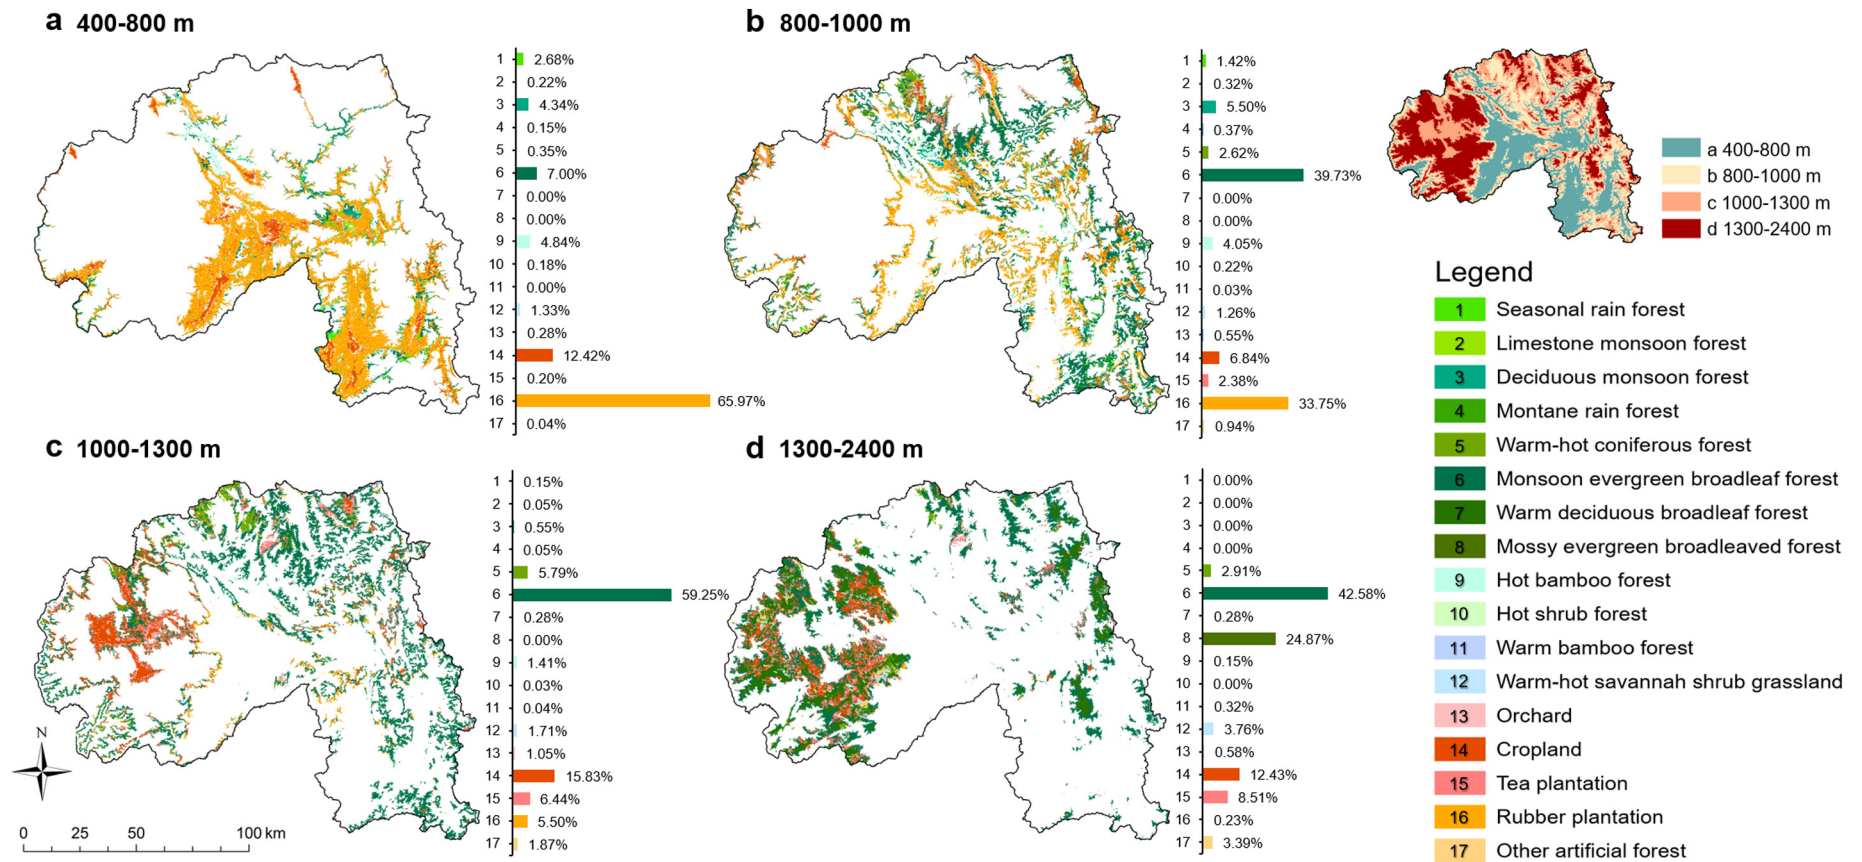 a 400-800 m
1 2.68%
2 0.22%
3 4.34%
4 0.15%
5 0.35%
6 7.00%
7 0.00%
8 0.00%
9 4.84%
10 0.18%
11 0.00%
12 1.33%
13 0.28%
14 12.42%
15 0.20%
16 65.97%
17 0.04%
b 800-1000 m
1 1.42%
2 0.32%
3 5.50%
4 0.37%
5 2.62%
6 39.73%
7 0.00%
8 0.00%
9 4.05%
10 0.22%
11 0.03%
12 1.26%
13 0.55%
14 6.84%
15 2.38%
16 33.75%
17 0.94%
a 400-800 m
b 800-1000 m
c 1000-1300 m
d 1300-2400 m
c 1000-1300 m
1 0.15%
2 0.05%
3 0.55%
4 0.05%
5 5.79%
6 59.25%
7 0.28%
8 0.00%
9 1.41%
10 0.03%
11 0.04%
12 1.71%
13 1.05%
14 15.83%
15 6.44%
16 5.50%
17 1.87%
N
0 25 50 100 km
d 1300-2400 m
1 0.00%
2 0.00%
3 0.00%
4 0.00%
5 2.91%
6 42.58%
7 0.28%
8 24.87%
9 0.15%
10 0.00%
11 0.32%
12 3.76%
13 0.58%
14 12.43%
15 8.51%
16 0.23%
17 3.39%
Legend
1 Seasonal rain forest
2 Limestone monsoon forest
3 Deciduous monsoon forest
4 Montane rain forest
5 Warm-hot coniferous forest
6 Monsoon evergreen broadleaf forest
7 Warm deciduous broadleaf forest
8 Mossy evergreen broadleaved forest
9 Hot bamboo forest
10 Hot shrub forest
11 Warm bamboo forest
12 Warm-hot savannah shrub grassland
13 Orchard
14 Cropland
15 Tea plantation
16 Rubber plantation
17 Other artificial forest